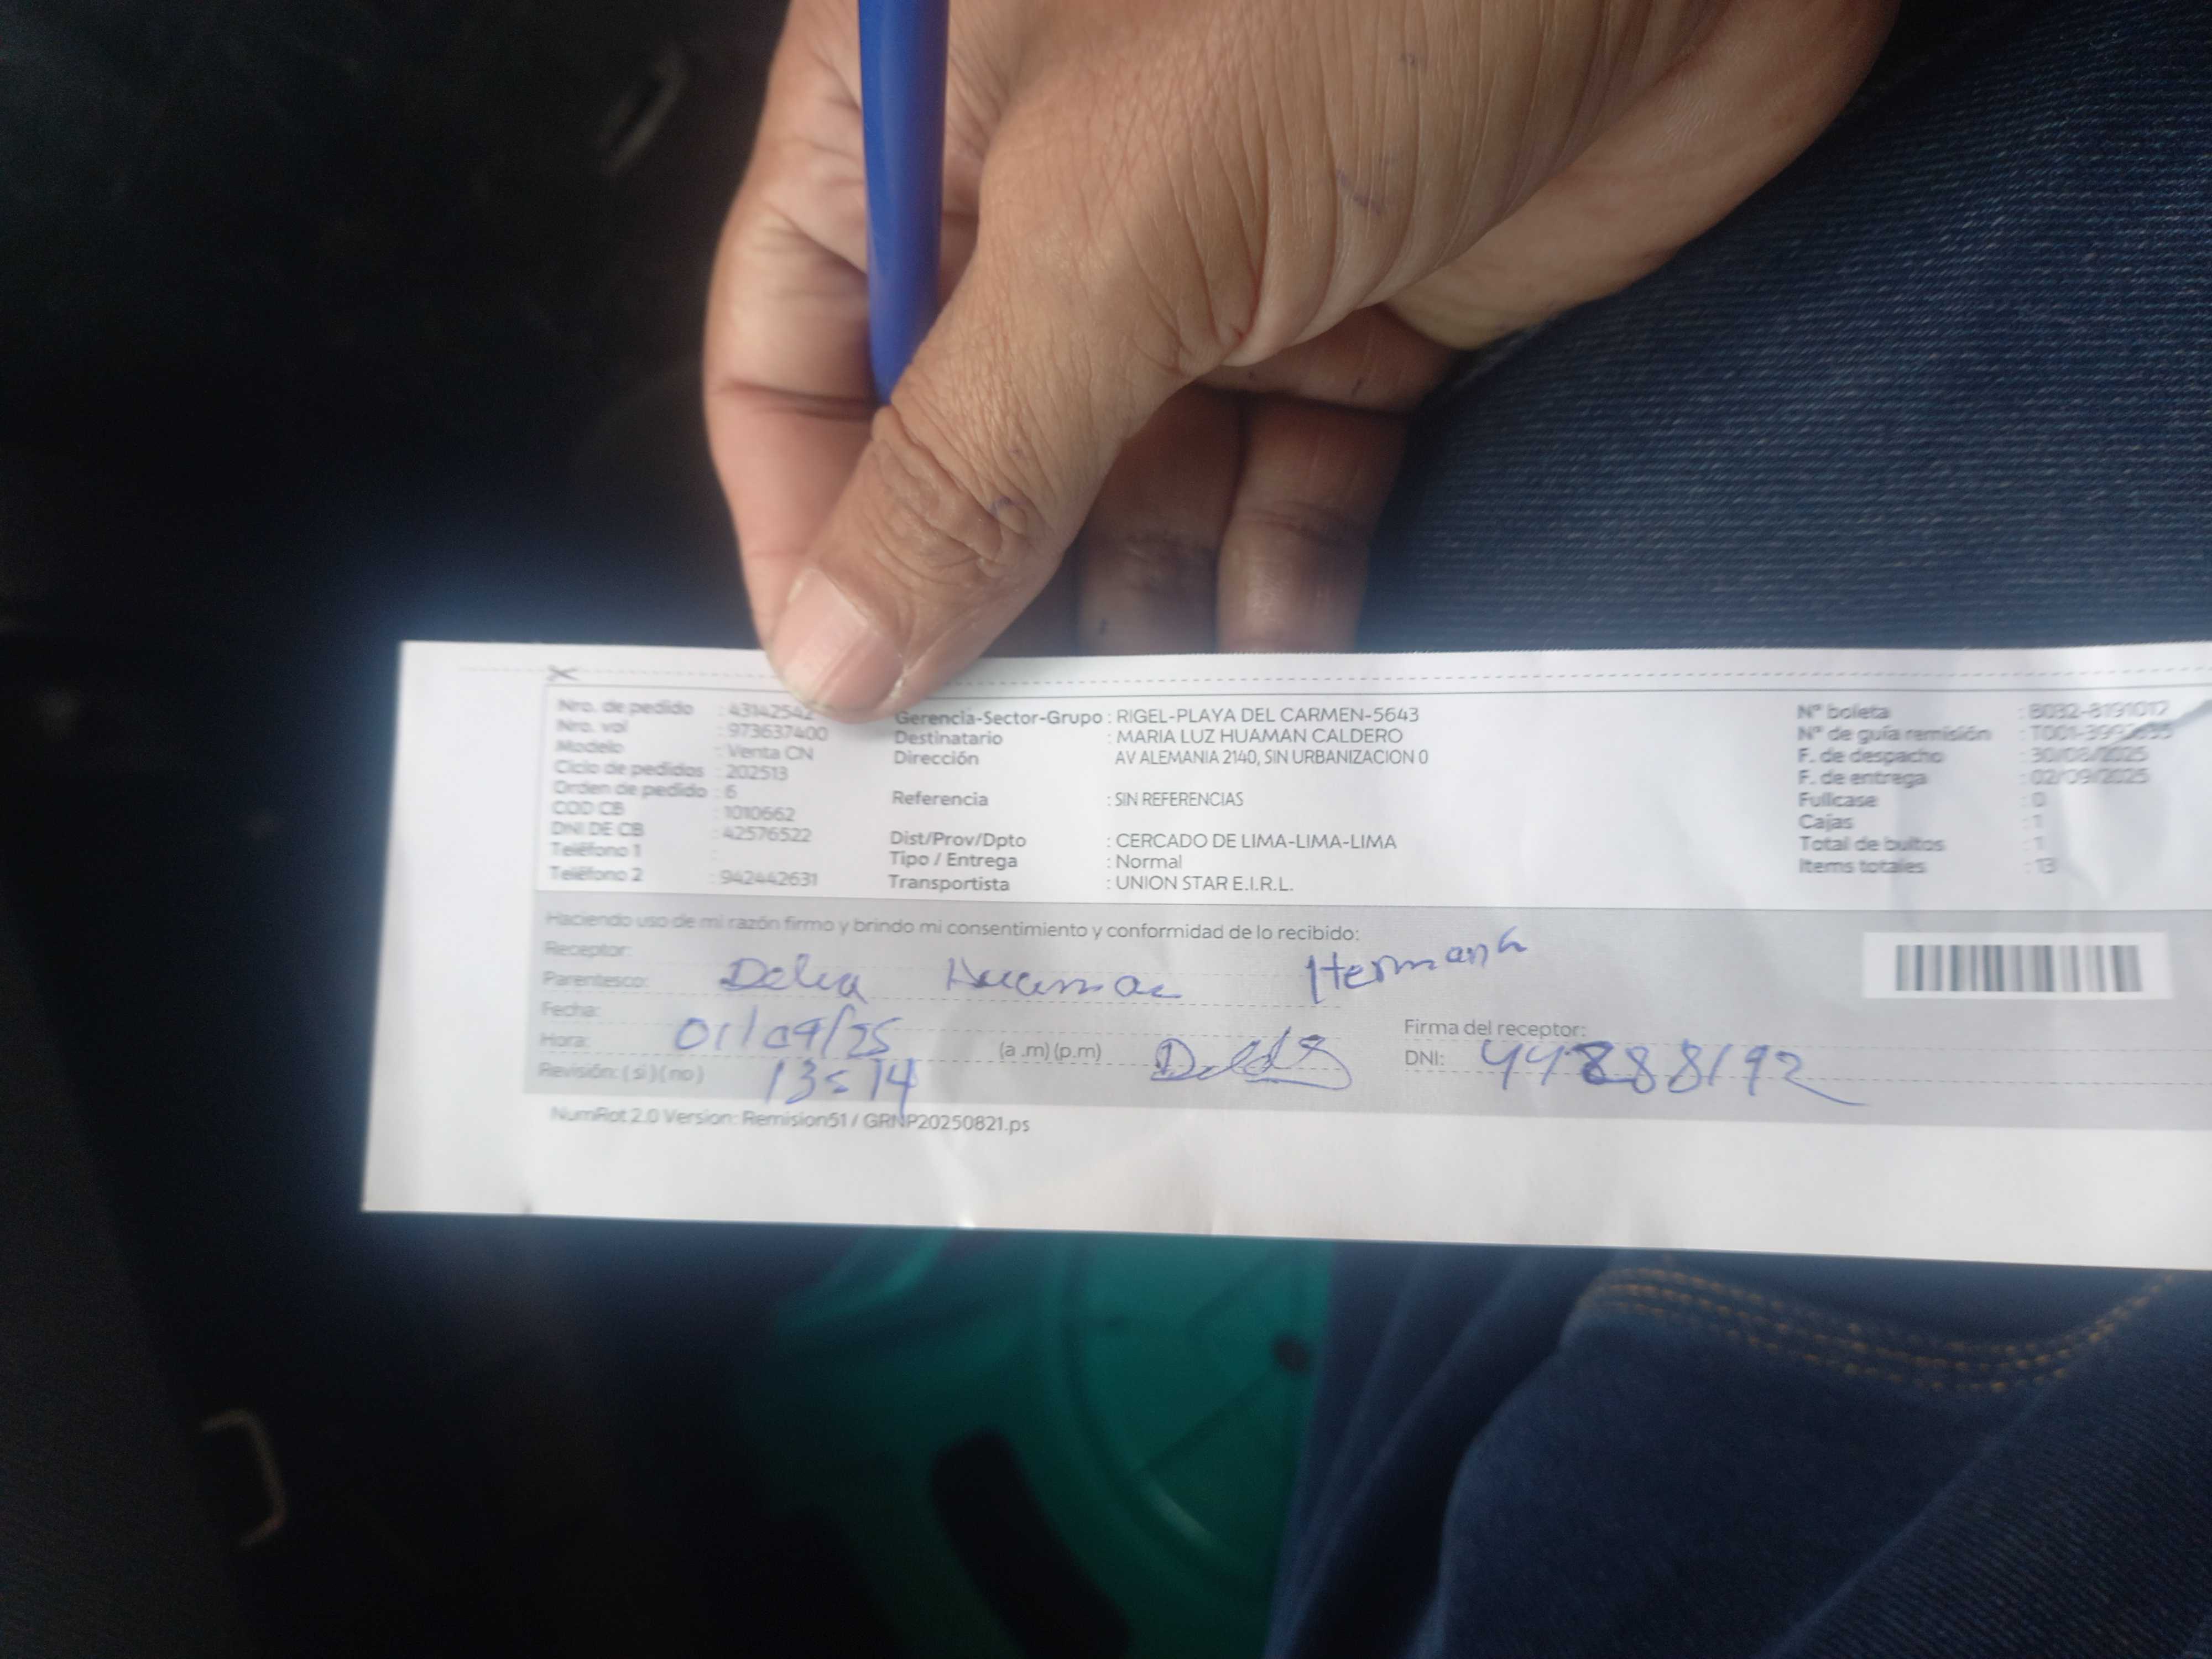 Nro. de pedido : 43142542
Nro. vol : 973637400
Modelo : Venta CN
Ciclo de pedidos : 202513
Orden de pedido : 6
COD CB : 1010662
DNI DE CB : 42576522
Teléfono 1 :
Teléfono 2 : 942442631
Gerencia-Sector-Grupo : RIGEL-PLAYA DEL CARMEN-5643
Destinatario : MARIA LUZ HUAMAN CALDERO
Dirección AV ALEMANIA 2140, SIN URBANIZACION 0
Referencia : SIN REFERENCIAS
Dist/Prov/Dpto : CERCADO DE LIMA-LIMA-LIMA
Tipo / Entrega : Normal
Transportista : UNION STAR E.I.R.L.
N° boleta : B032-8191012
N° de guía remisión :
F. de despacho : 30/08/2025
F. de entrega : 02/09/2025
Fullcase : 0
Cajas : 1
Total de bultos : 1
Items totales : 13
Haciendo uso de mi razón firmo y brindo mi consentimiento y conformidad de lo recibido:
Receptor:
Parentesco: Hermana
Fecha: 01/09/25
Hora: 13:14 (a .m) (p.m)
Revisión: ( si ) ( no )
Firma del receptor:
DNI: 44288192
NumRot 2.0 Version: Remision51 / GRNP20250821.ps